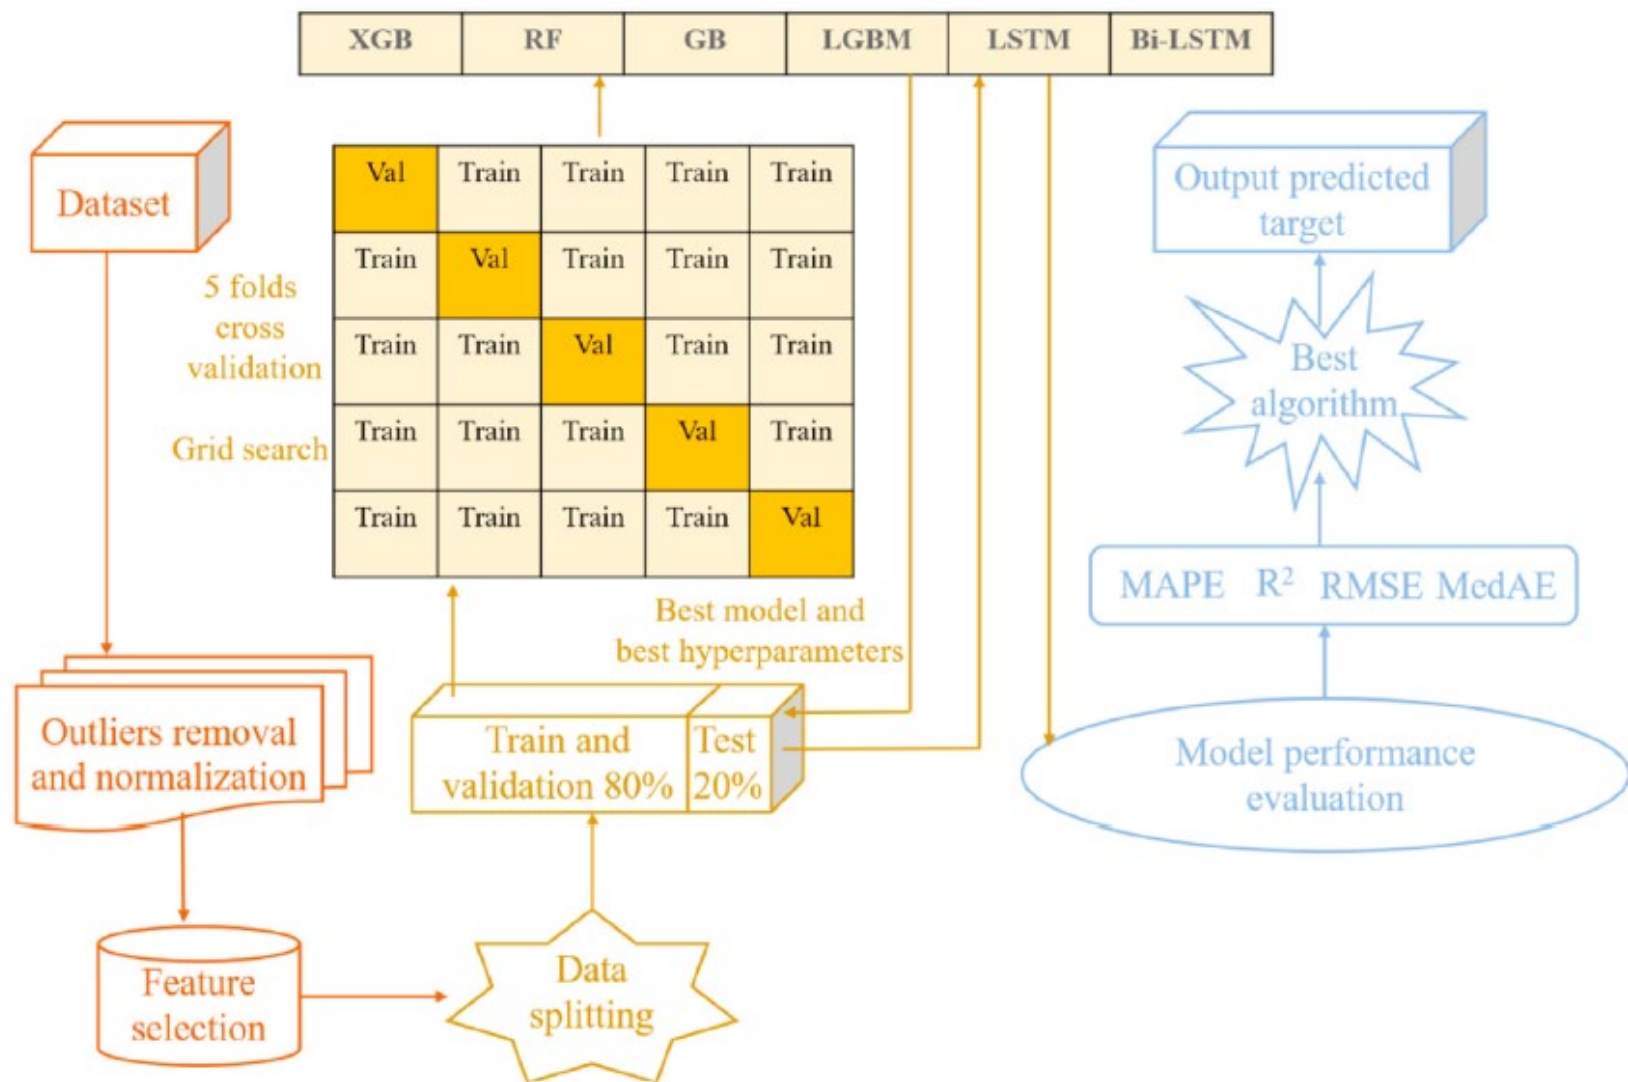 XGB RF GB LGBM LSTM Bi-LSTM
Dataset
5 folds
cross
validation
Grid search
Val Train Train Train Train
Train Val Train Train Train
Train Train Val Train Train
Train Train Train Val Train
Train Train Train Train Val
Best model and
best hyperparameters
Outliers removal
and normalization
Train and
validation 80%
Test
20%
Feature
selection
Data
splitting
Output predicted
target
Best
algorithm
MAPE R² RMSE MedAE
Model performance
evaluation